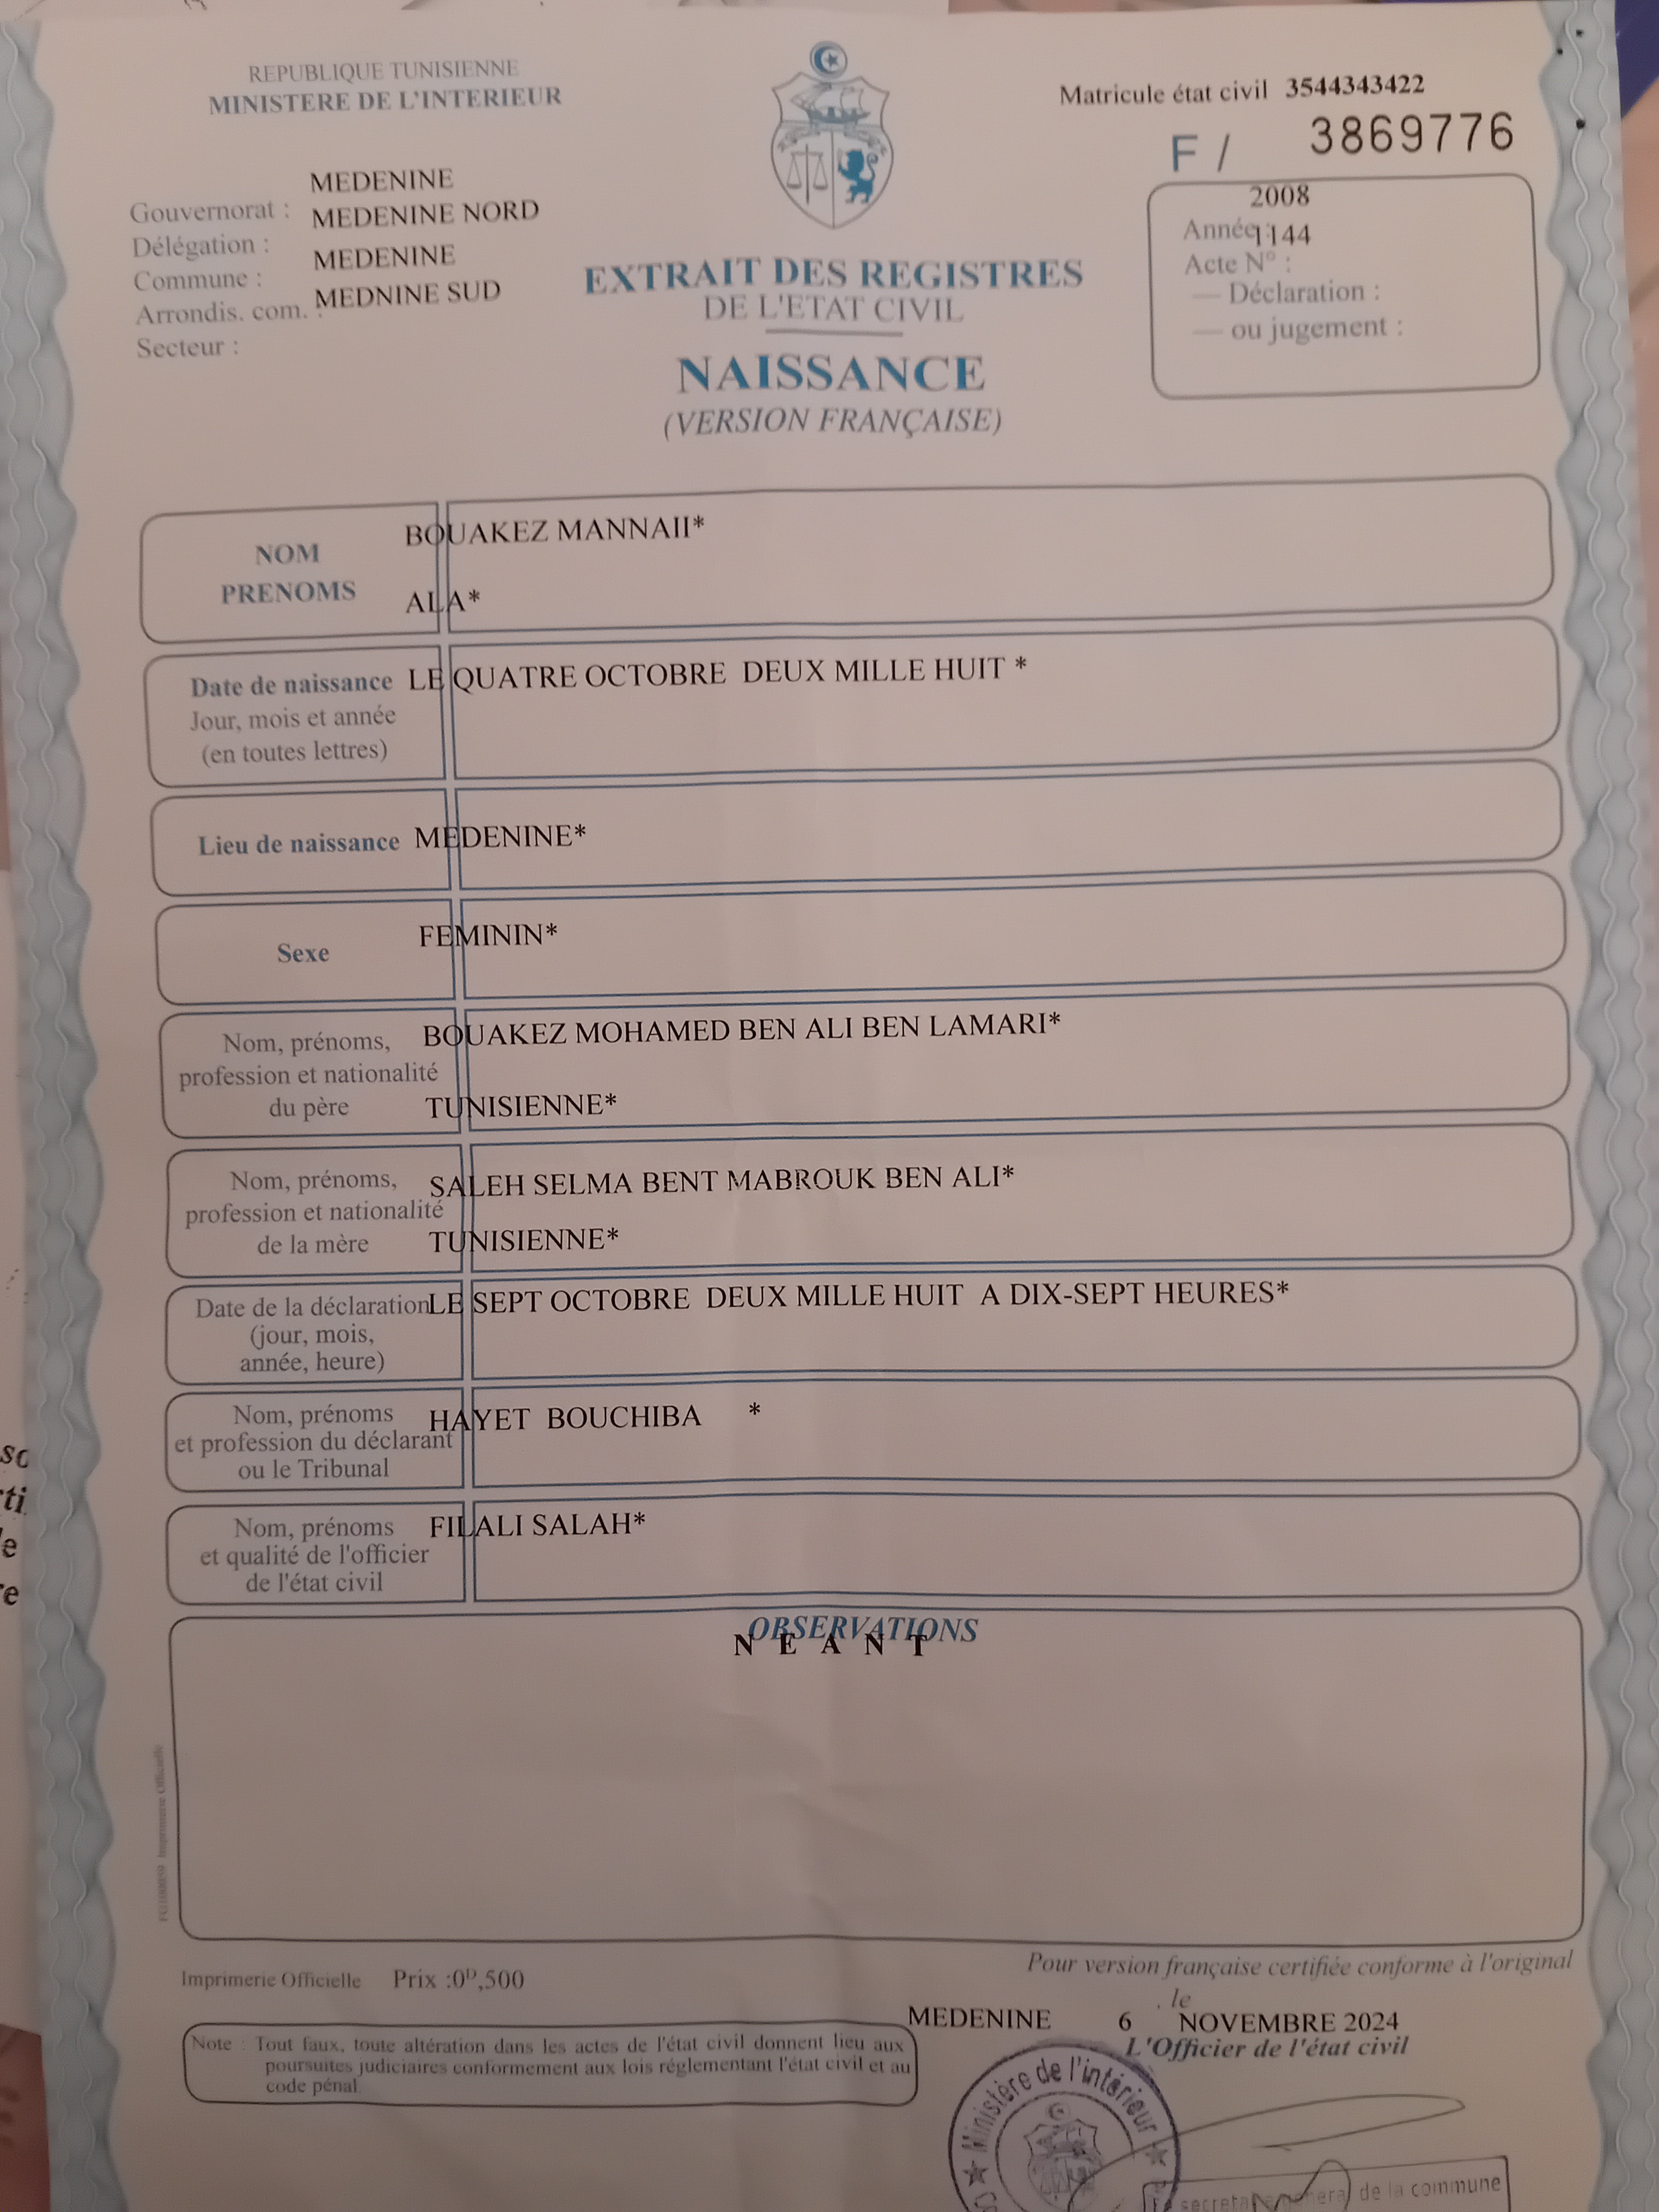 REPUBLIQUE TUNISIENNE
MINISTERE DE L'INTERIEUR
Matricule état civil 3544343422
F / 3869776
MEDENINE
Gouvernorat :
MEDENINE NORD
Délégation :
MEDENINE
Commune :
MEDNINE SUD
Arrondis. com. :
Secteur :
2008
Année :
1144
Acte N° :
— Déclaration :
— ou jugement :
EXTRAIT DES REGISTRES
DE L'ETAT CIVIL
NAISSANCE
(VERSION FRANÇAISE)
NOM BOUAKEZ MANNAII*
PRENOMS ALA*
Date de naissance LE QUATRE OCTOBRE DEUX MILLE HUIT *
Jour, mois et année
(en toutes lettres)
Lieu de naissance MEDENINE*
Sexe FEMININ*
Nom, prénoms, BOUAKEZ MOHAMED BEN ALI BEN LAMARI*
profession et nationalité
du père TUNISIENNE*
Nom, prénoms, SALEH SELMA BENT MABROUK BEN ALI*
profession et nationalité
de la mère TUNISIENNE*
Date de la déclaration LE SEPT OCTOBRE DEUX MILLE HUIT A DIX-SEPT HEURES*
(jour, mois,
année, heure)
Nom, prénoms HAYET BOUCHIBA *
et profession du déclarant
ou le Tribunal
Nom, prénoms FILALI SALAH*
et qualité de l'officier
de l'état civil
OBSERVATIONS
N E A N T
Imprimerie Officielle
Imprimerie Officielle Prix :0ᴰ,500
Pour version française certifiée conforme à l'original
, le
MEDENINE 6 NOVEMBRE 2024
L'Officier de l'état civil
Note : Tout faux, toute altération dans les actes de l'état civil donnent lieu aux
poursuites judiciaires conformement aux lois réglementant l'état civil et au
code pénal.
Ministère de l'intérieur
de la commune